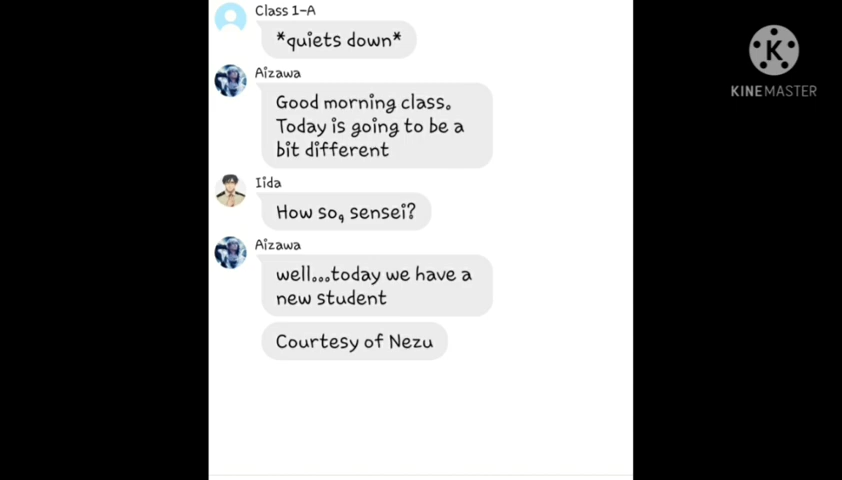 Class 1-A
*quiets down*
Aizawa
Good morning class.
Today is going to be a
bit different
Iida
How so, sensei?
Aizawa
well...today we have a
new student
Courtesy of Nezu
K
KINEMASTER